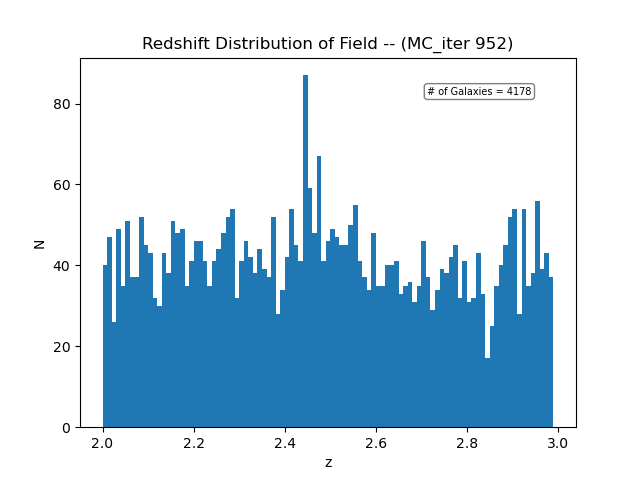 Redshift Distribution of Field -- (MC_iter 952)
# of Galaxies = 4178
N
80
60
40
20
0
2.0 2.2 2.4 2.6 2.8 3.0
z